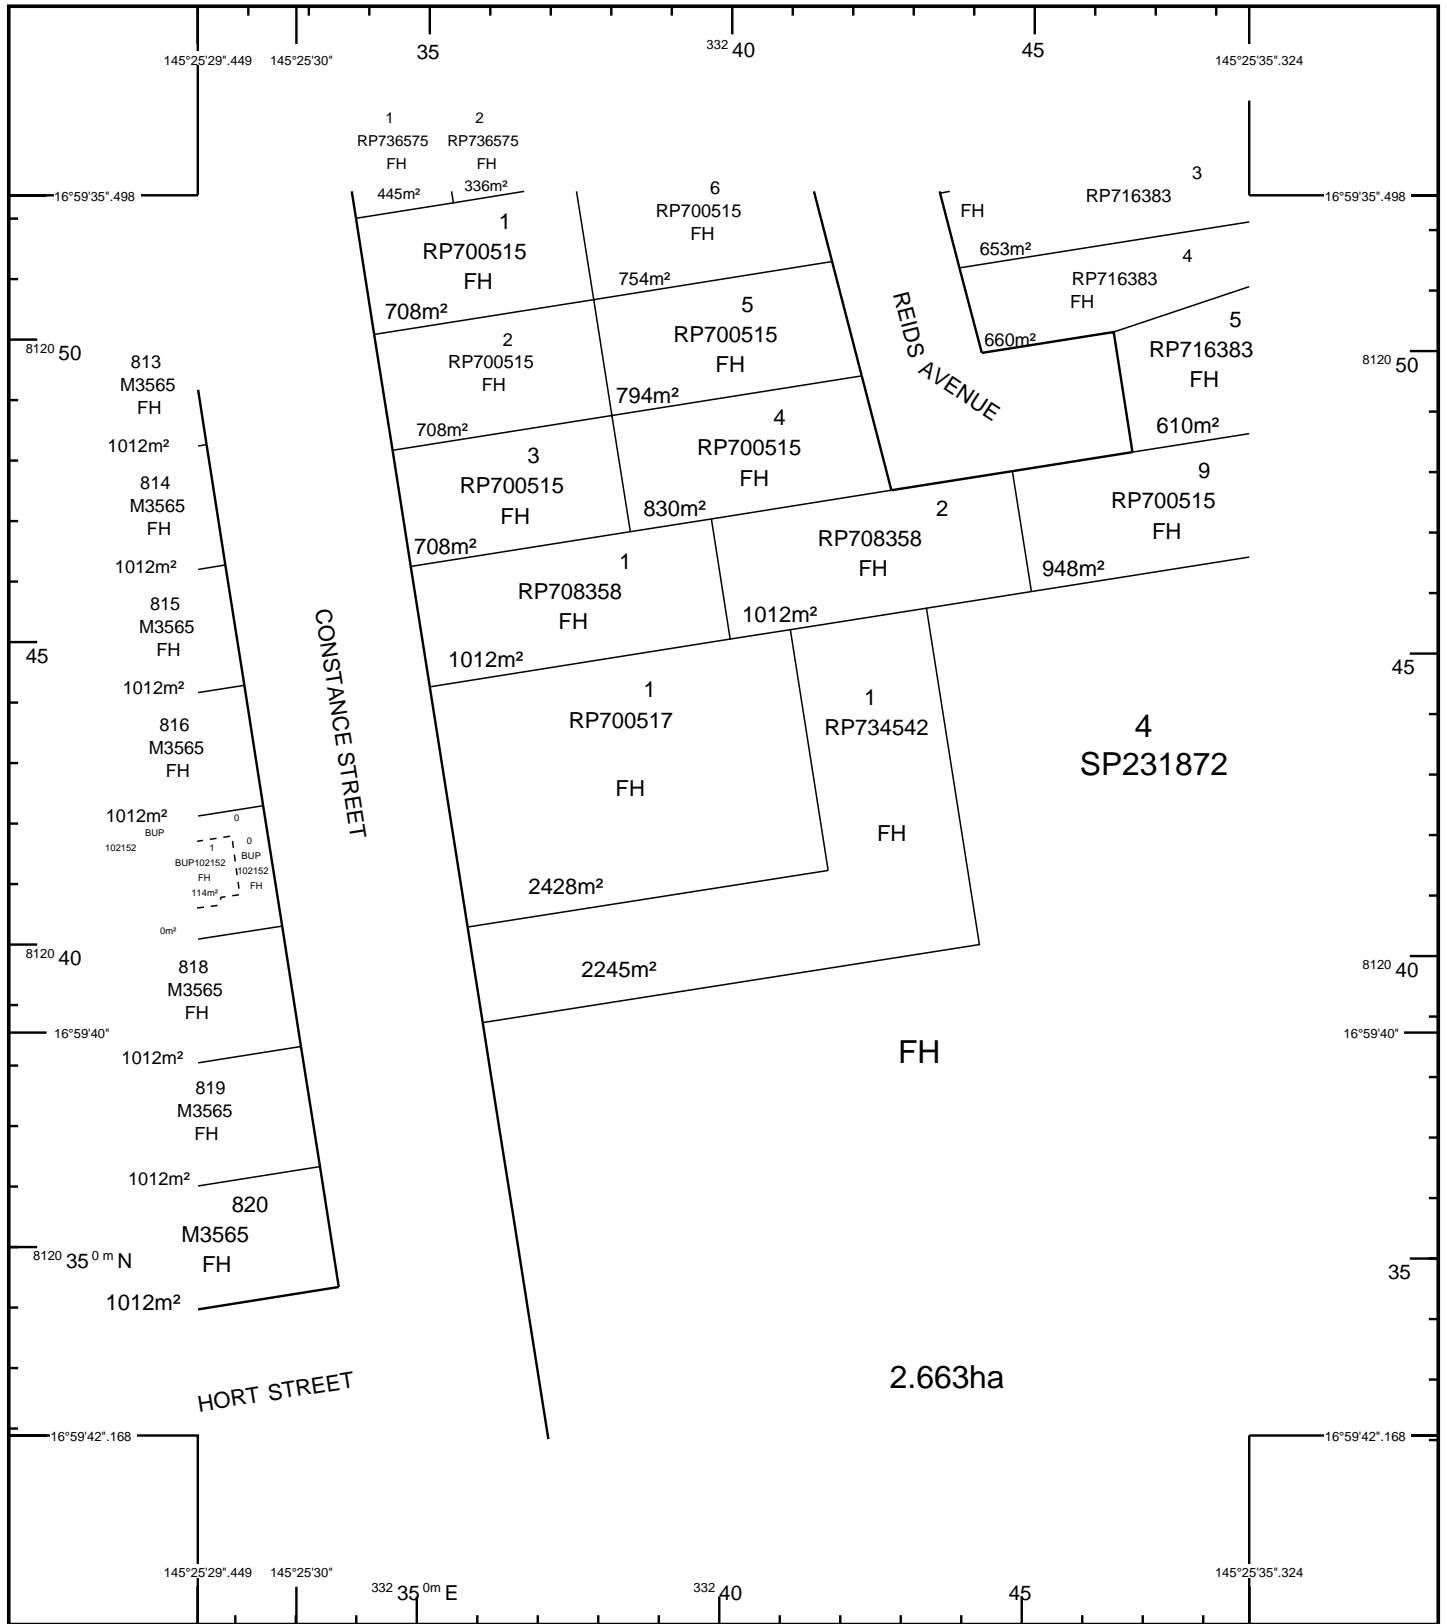 35
332 40
45
145°25'29".449
145°25'30"
145°25'35".324
1
RP736575
FH
445m²
2
RP736575
FH
336m²
16°59'35".498
16°59'35".498
3
RP716383
FH
653m²
6
RP700515
FH
754m²
1
RP700515
FH
708m²
4
RP716383
FH
660m²
REIDS AVENUE
5
RP700515
FH
794m²
5
RP716383
FH
610m²
2
RP700515
FH
708m²
8120 50
8120 50
813
M3565
FH
1012m²
4
RP700515
FH
830m²
3
RP700515
FH
708m²
9
RP700515
FH
948m²
814
M3565
FH
1012m²
2
RP708358
FH
1012m²
1
RP708358
FH
1012m²
815
M3565
FH
1012m²
CONSTANCE STREET
45
45
1
RP700517
FH
2428m²
1
RP734542
FH
2245m²
4
SP231872
FH
2.663ha
816
M3565
FH
1012m²
0
BUP
102152
1
BUP102152
FH
114m²
0
BUP
102152
FH
0m²
8120 40
8120 40
818
M3565
FH
1012m²
16°59'40"
16°59'40"
819
M3565
FH
1012m²
820
M3565
FH
1012m²
8120 35 0 m N
35
HORT STREET
16°59'42".168
16°59'42".168
145°25'29".449
145°25'30"
145°25'35".324
332 35 0m E
332 40
45